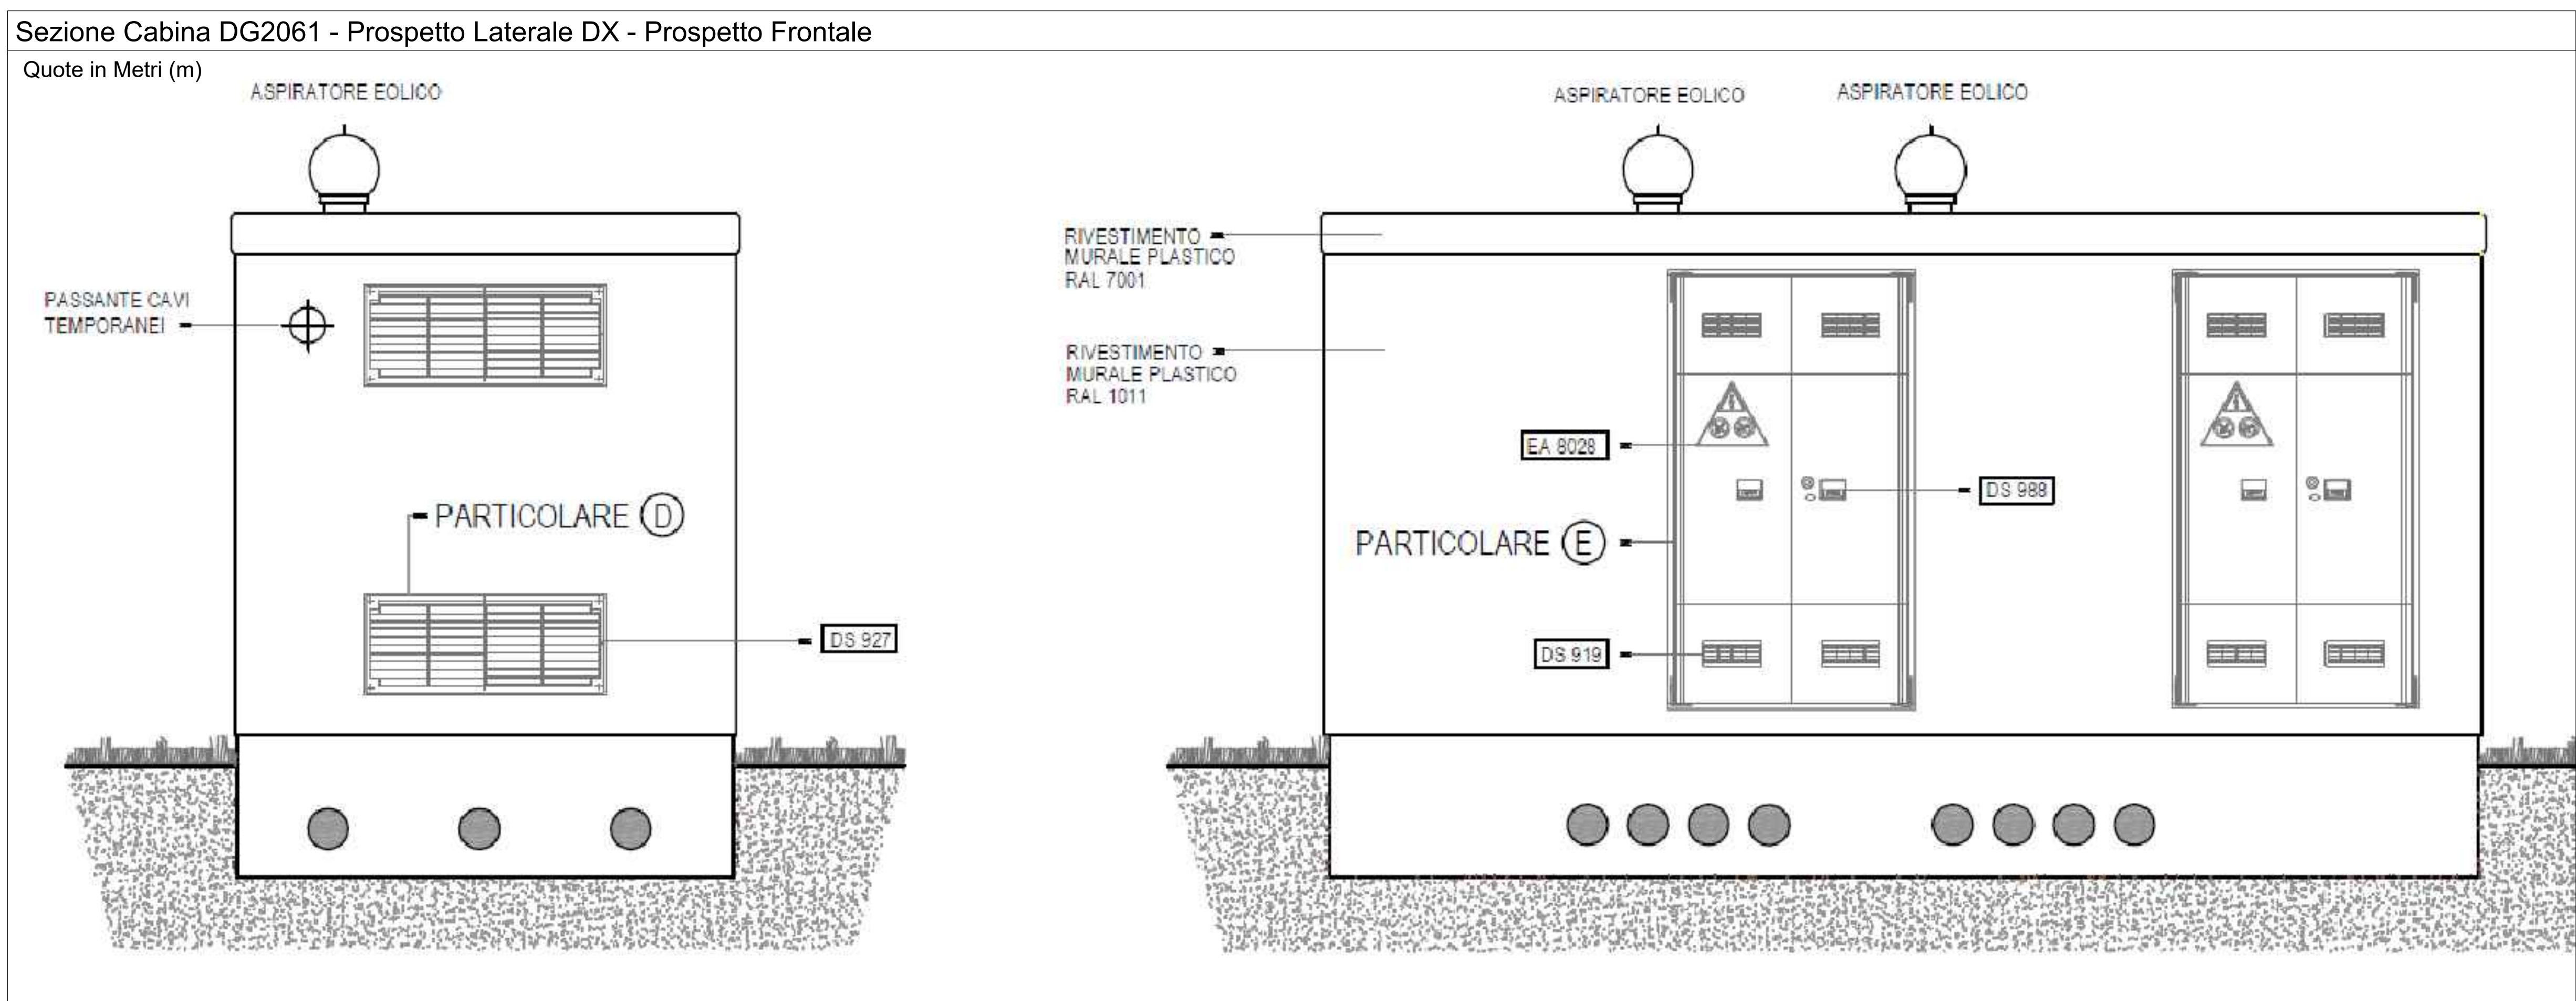 Sezione Cabina DG2061 - Prospetto Laterale DX - Prospetto Frontale
Quote in Metri (m)
ASPIRATORE EOLICO
PASSANTE CAVI
TEMPORANEI
PARTICOLARE D
DS 927
ASPIRATORE EOLICO
ASPIRATORE EOLICO
RIVESTIMENTO
MURALE PLASTICO
RAL 7001
RIVESTIMENTO
MURALE PLASTICO
RAL 1011
EA 8028
DS 988
PARTICOLARE E
DS 919